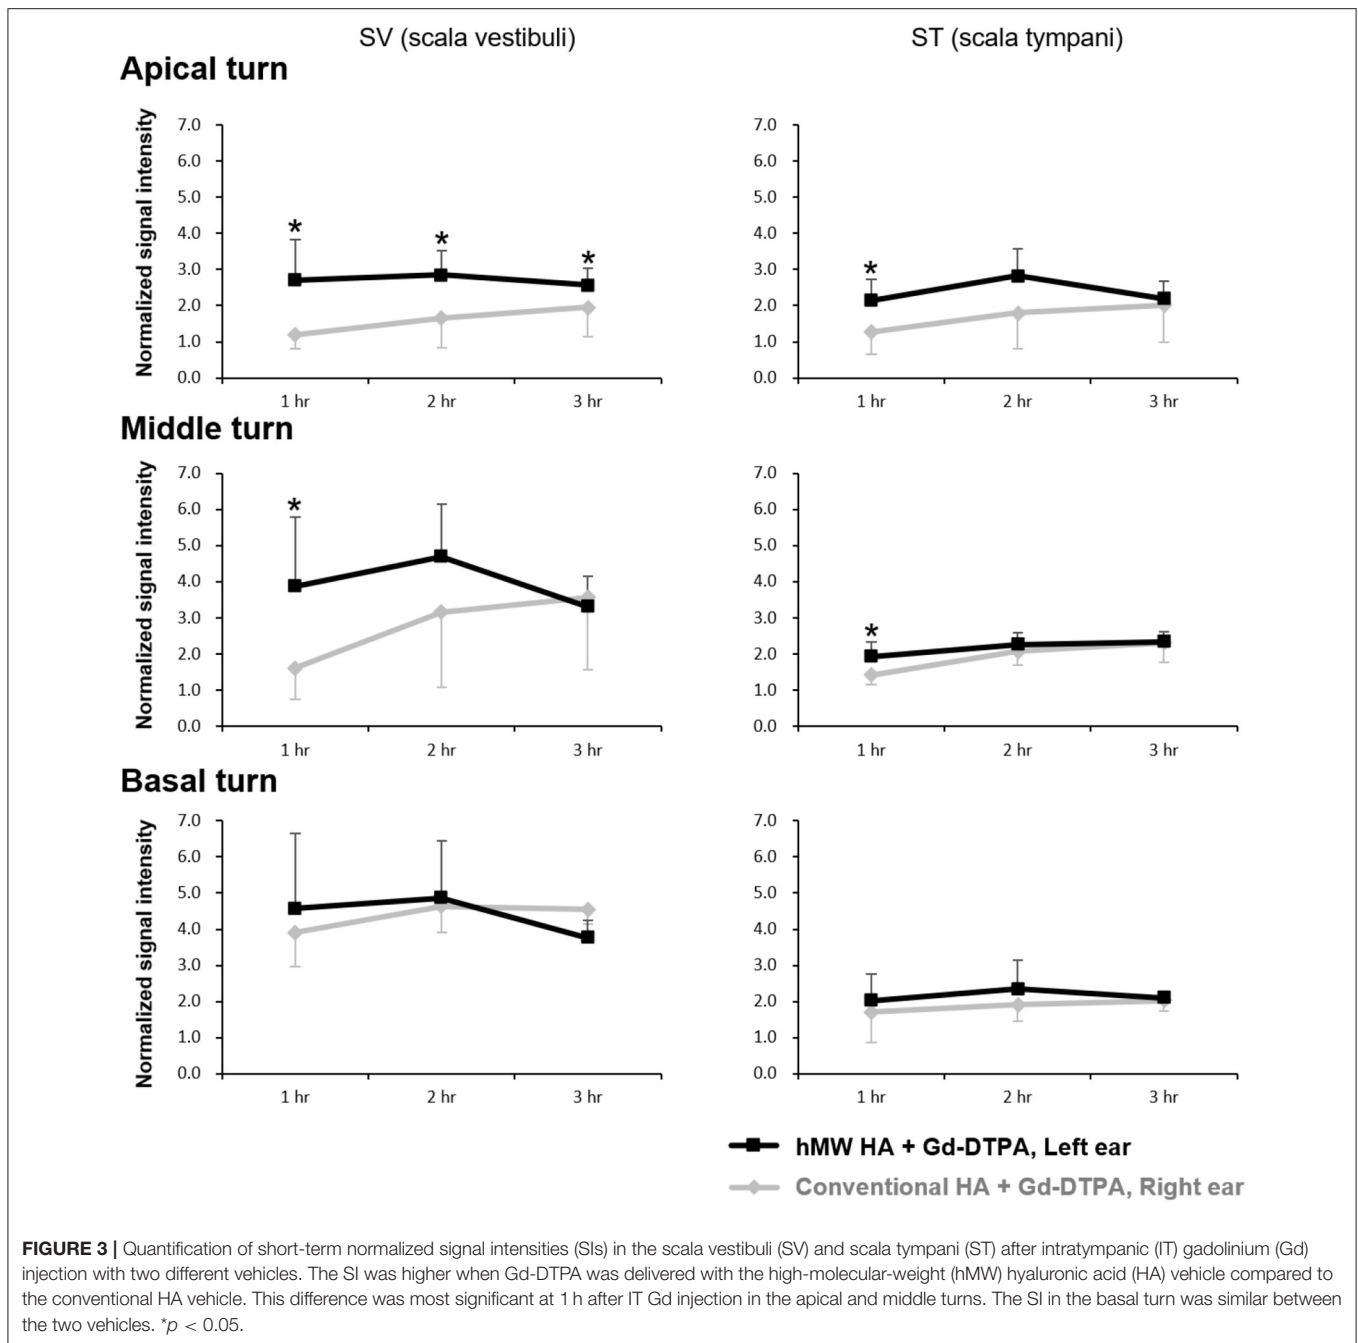 SV (scala vestibuli)
ST (scala tympani)
Apical turn
Normalized signal intensity
7.0
6.0
5.0
4.0
3.0
2.0
1.0
0.0
*
*
*
1 hr
2 hr
3 hr
7.0
6.0
5.0
4.0
3.0
2.0
1.0
0.0
*
1 hr
2 hr
3 hr
Middle turn
Normalized signal intensity
7.0
6.0
5.0
4.0
3.0
2.0
1.0
0.0
*
1 hr
2 hr
3 hr
7.0
6.0
5.0
4.0
3.0
2.0
1.0
0.0
*
1 hr
2 hr
3 hr
Basal turn
Normalized signal intensity
7.0
6.0
5.0
4.0
3.0
2.0
1.0
0.0
1 hr
2 hr
3 hr
7.0
6.0
5.0
4.0
3.0
2.0
1.0
0.0
1 hr
2 hr
3 hr
hMW HA + Gd-DTPA, Left ear
Conventional HA + Gd-DTPA, Right ear
FIGURE 3 | Quantification of short-term normalized signal intensities (SIs) in the scala vestibuli (SV) and scala tympani (ST) after intratympanic (IT) gadolinium (Gd)
injection with two different vehicles. The SI was higher when Gd-DTPA was delivered with the high-molecular-weight (hMW) hyaluronic acid (HA) vehicle compared to
the conventional HA vehicle. This difference was most significant at 1 h after IT Gd injection in the apical and middle turns. The SI in the basal turn was similar between
the two vehicles. *p < 0.05.